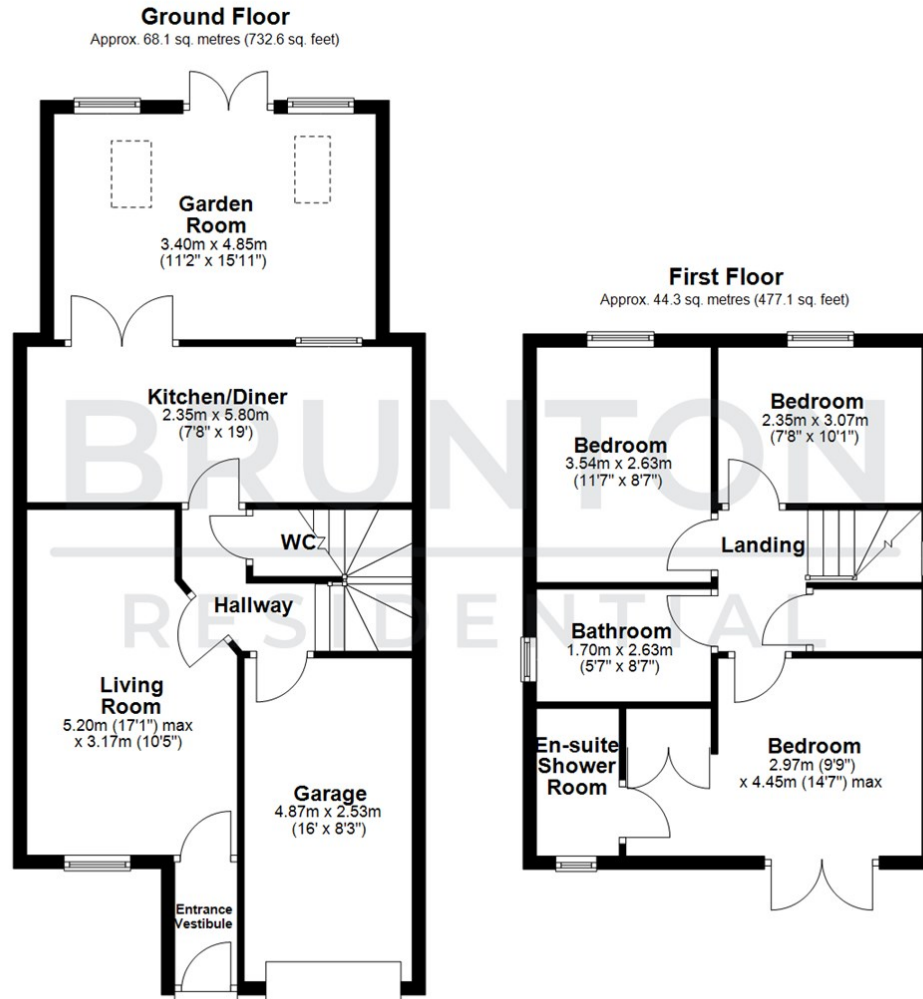 Ground Floor
Approx. 68.1 sq. metres (732.6 sq. feet)
Garden
Room
3.40m x 4.85m
(11'2" x 15'11")
Kitchen/Diner
2.35m x 5.80m
(7'8" x 19')
WC
Hallway
Living
Room
5.20m (17'1") max
x 3.17m (10'5")
Garage
4.87m x 2.53m
(16' x 8'3")
Entrance
Vestibule
First Floor
Approx. 44.3 sq. metres (477.1 sq. feet)
Bedroom
3.54m x 2.63m
(11'7" x 8'7")
Bedroom
2.35m x 3.07m
(7'8" x 10'1")
Landing
Bathroom
1.70m x 2.63m
(5'7" x 8'7")
En-suite
Shower
Room
Bedroom
2.97m (9'9")
x 4.45m (14'7") max
BRUNTON
RESIDENTIAL